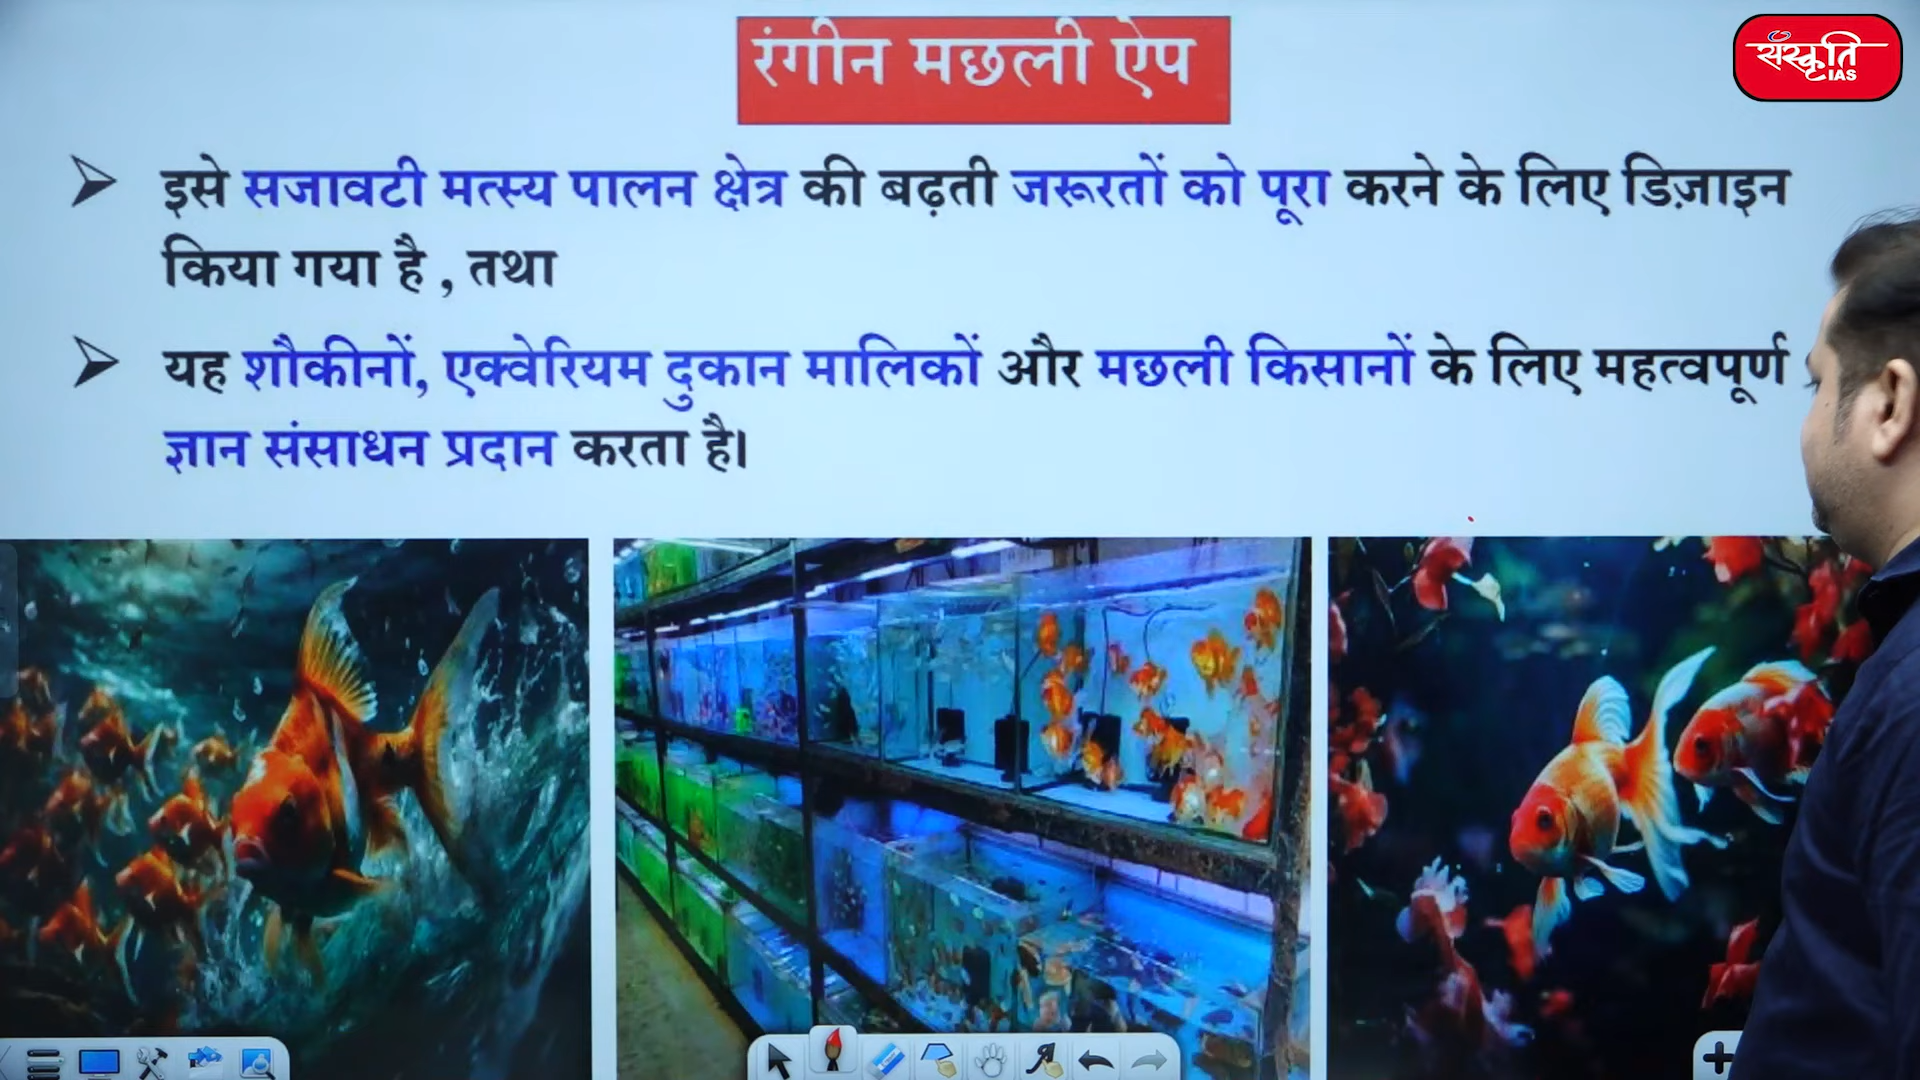 रंगीन मछली ऐप
संस्कृति
IAS
इसे सजावटी मत्स्य पालन क्षेत्र की बढ़ती जरूरतों को पूरा करने के लिए डिज़ाइन
किया गया है , तथा
यह शौकीनों, एक्वेरियम दुकान मालिकों और मछली किसानों के लिए महत्वपूर्ण
ज्ञान संसाधन प्रदान करता है।